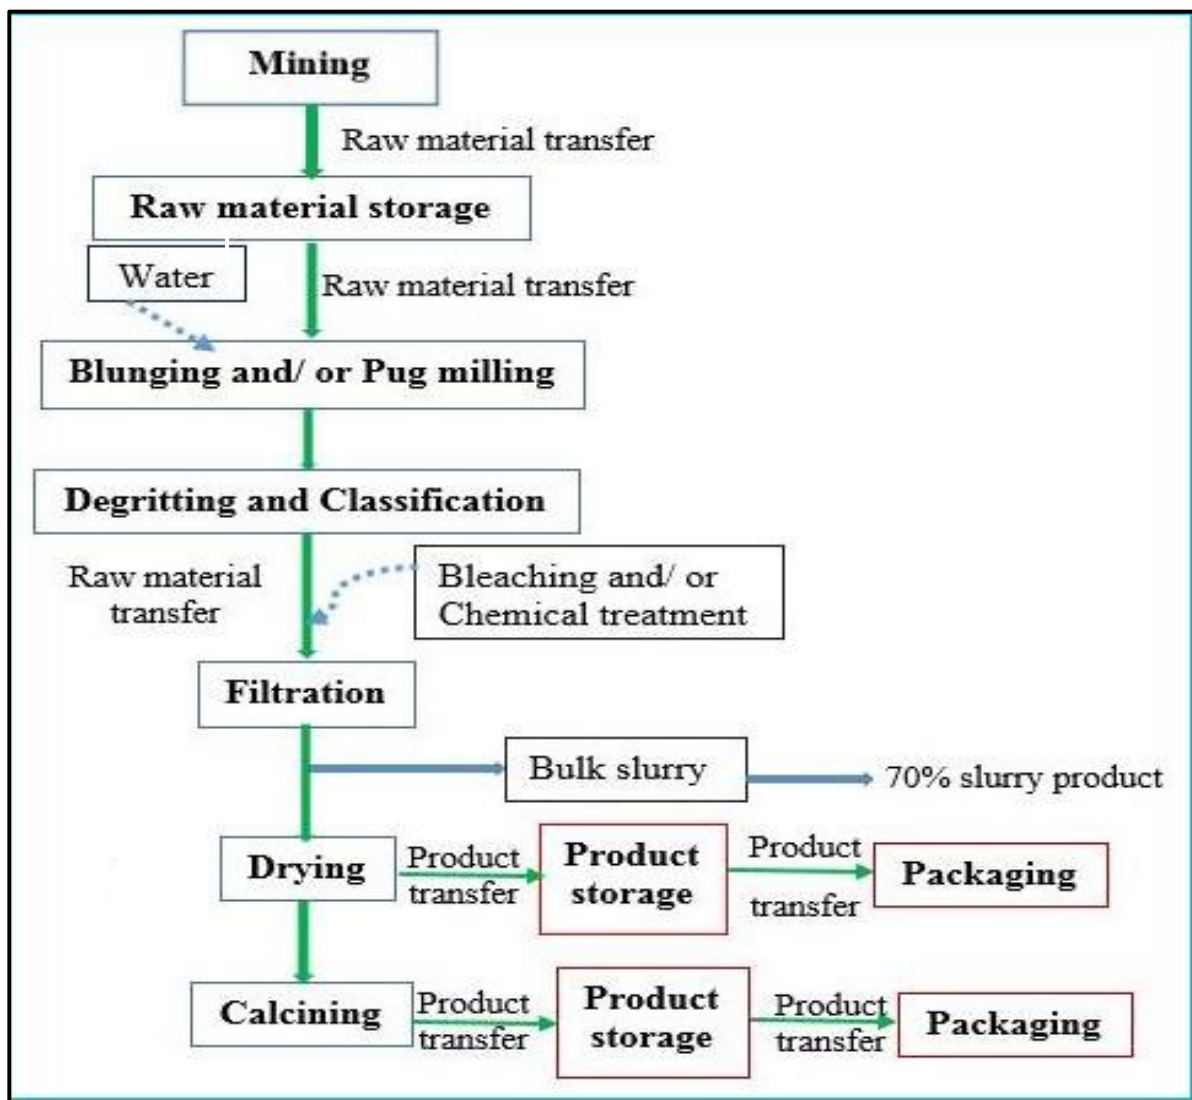 Mining
Raw material transfer
Raw material storage
Water
Raw material transfer
Blunging and/ or Pug milling
Degritting and Classification
Raw material
transfer
Bleaching and/ or
Chemical treatment
Filtration
Bulk slurry
70% slurry product
Drying
Product
transfer
Product
storage
Product
transfer
Packaging
Calcining
Product
transfer
Product
storage
Product
transfer
Packaging